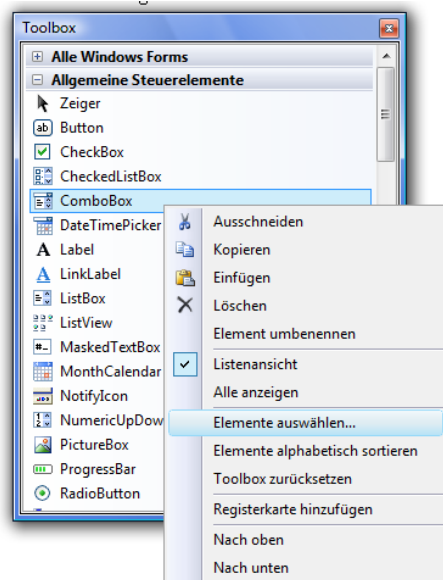 Toolbox
Alle Windows Forms
Allgemeine Steuerelemente
Zeiger
Button
CheckBox
CheckedListBox
ComboBox
DateTimePicker
Label
LinkLabel
ListBox
ListView
MaskedTextBox
MonthCalendar
NotifyIcon
NumericUpDow
PictureBox
ProgressBar
RadioButton
Ausschneiden
Kopieren
Einfügen
Löschen
Element umbenennen
Listenansicht
Alle anzeigen
Elemente auswählen...
Elemente alphabetisch sortieren
Toolbox zurücksetzen
Registerkarte hinzufügen
Nach oben
Nach unten